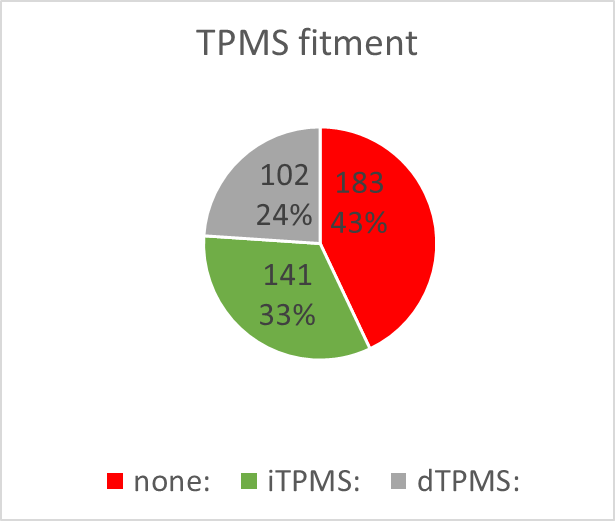 TPMS fitment
102
24%
183
43%
141
33%
none:
iTPMS:
dTPMS: